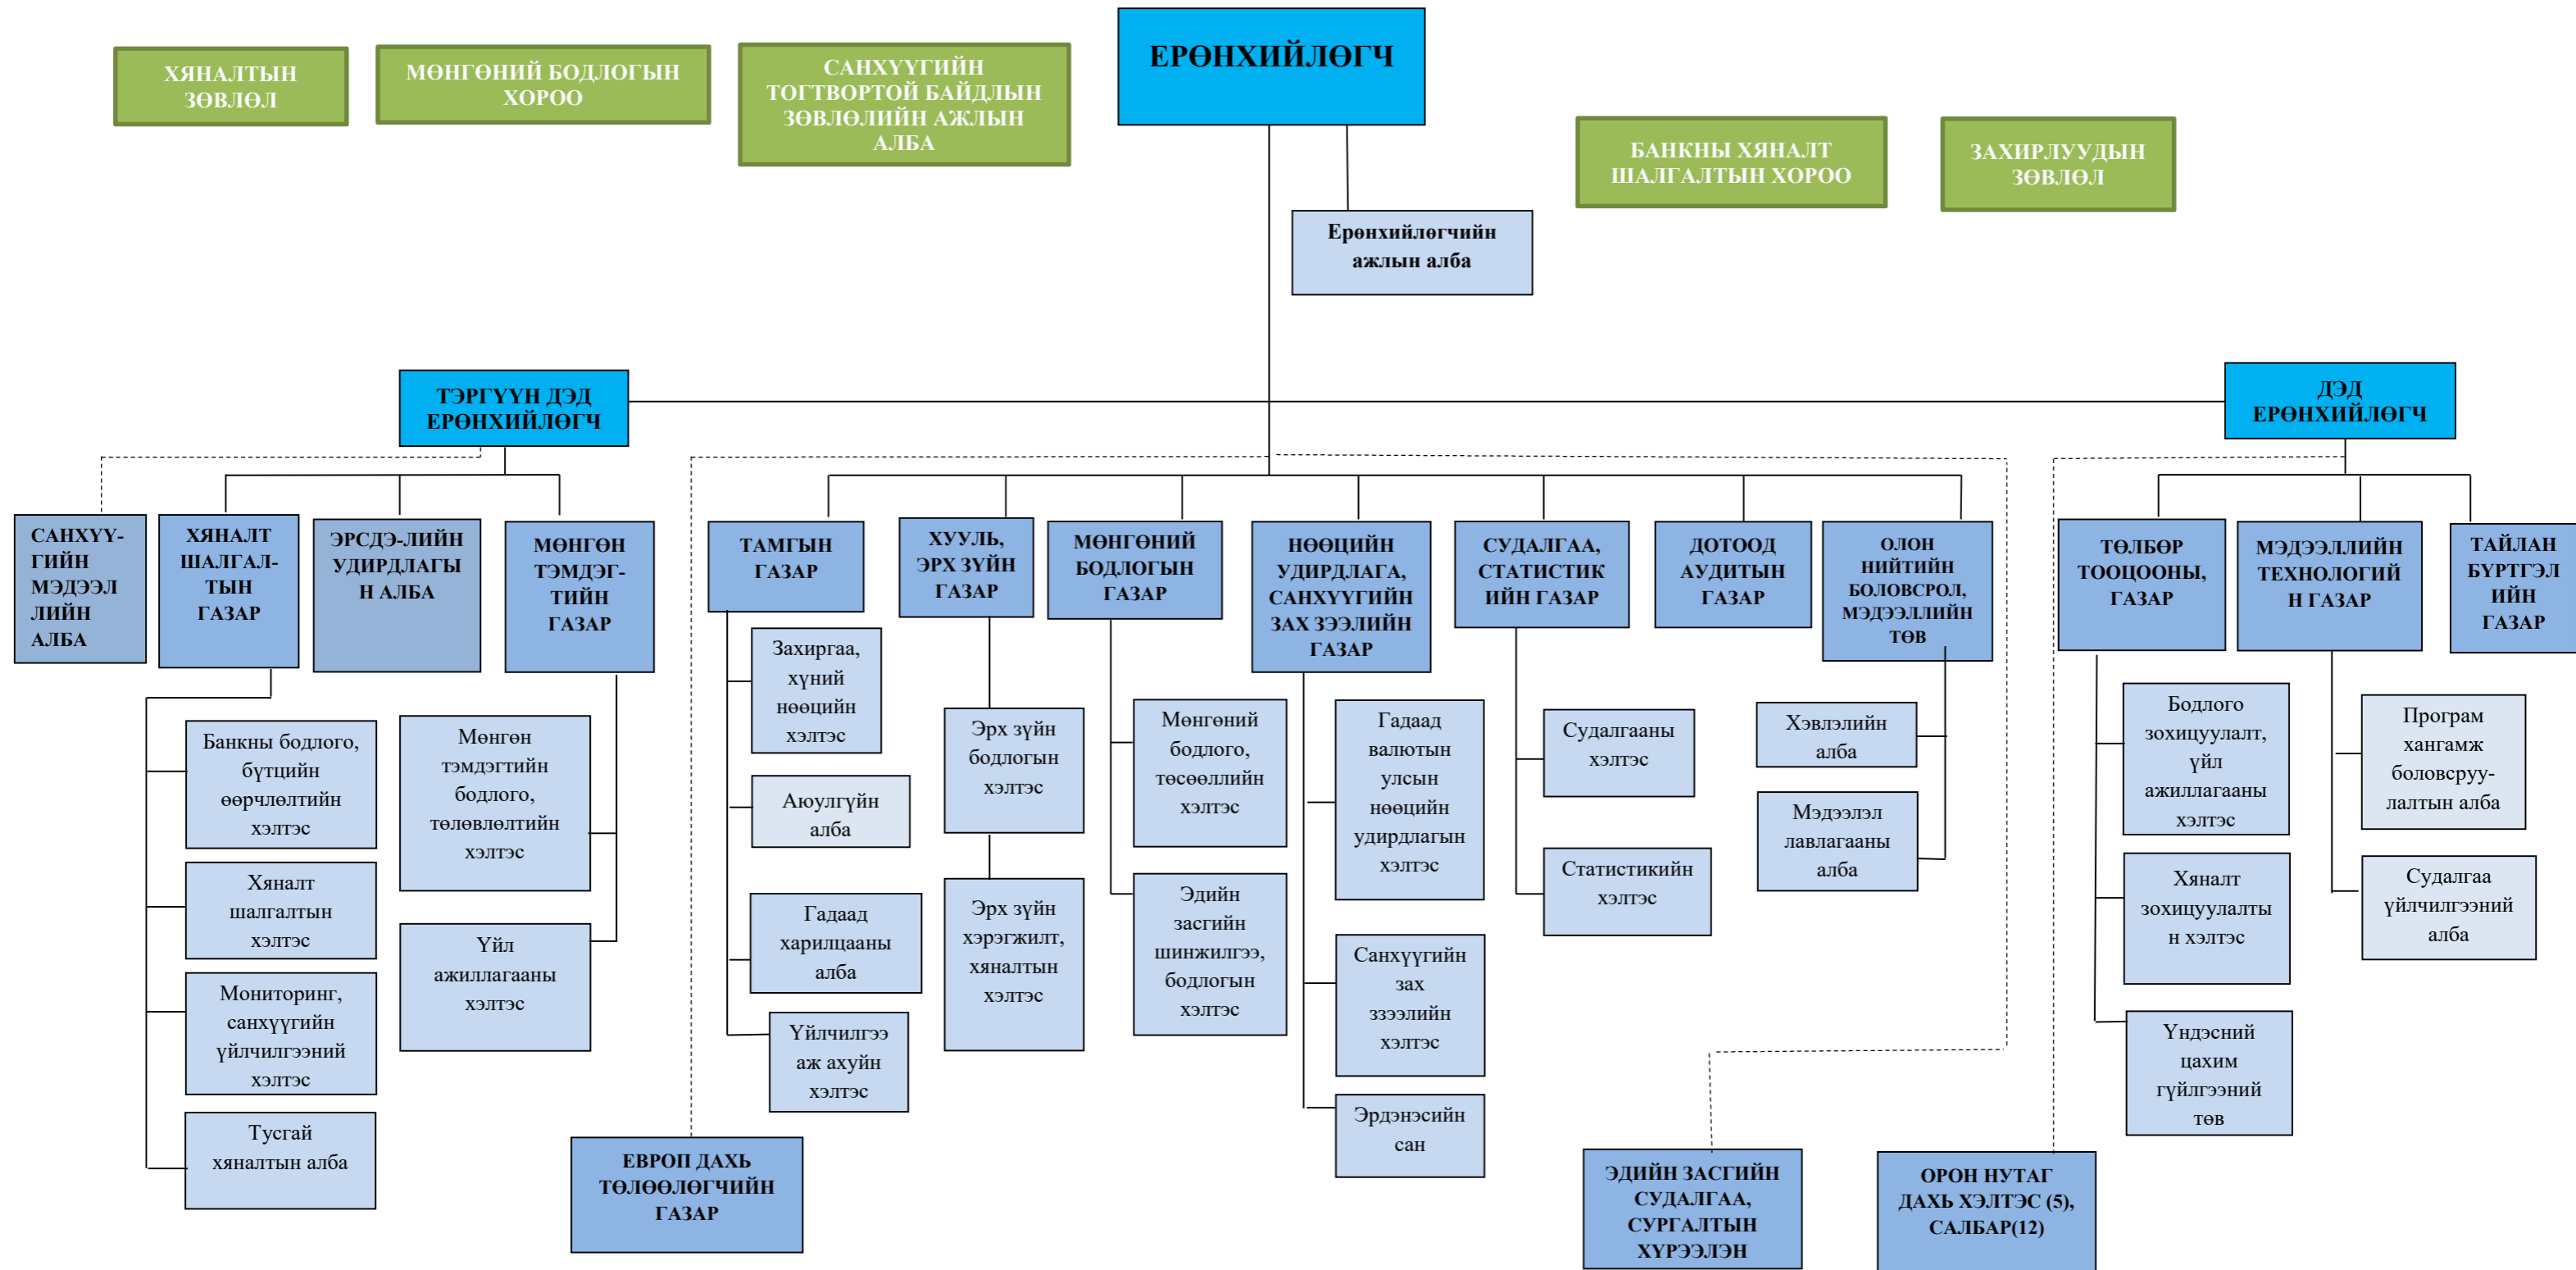 ЕРӨНХИЙЛӨГЧ
ХЯНАЛТЫН
ЗӨВЛӨЛ
МӨНГӨНИЙ БОДЛОГЫН
ХОРОО
САНХҮҮГИЙН
ТОГТВОРТОЙ БАЙДЛЫН
ЗӨВЛӨЛИЙН АЖЛЫН
АЛБА
БАНКНЫ ХЯНАЛТ
ШАЛГАЛТЫН ХОРОО
ЗАХИРЛУУДЫН
ЗӨВЛӨЛ
Ерөнхийлөгчийн
ажлын алба
ТЭРГҮҮН ДЭД
ЕРӨНХИЙЛӨГЧ
ДЭД
ЕРӨНХИЙЛӨГЧ
САНХҮҮ-
ГИЙН
МЭДЭЭЛ
ЛИЙН
АЛБА
ХЯНАЛТ
ШАЛГАЛ-
ТЫН
ГАЗАР
ЭРСДЭ-ЛИЙН
УДИРДЛАГЫ
Н АЛБА
МӨНГӨН
ТЭМДЭГ-
ТИЙН
ГАЗАР
ТАМГЫН
ГАЗАР
ХУУЛЬ,
ЭРХ ЗҮЙН
ГАЗАР
МӨНГӨНИЙ
БОДЛОГЫН
ГАЗАР
НӨӨЦИЙН
УДИРДЛАГА,
САНХҮҮГИЙН
ЗАХ ЗЭЭЛИЙН
ГАЗАР
СУДАЛГАА,
СТАТИСТИК
ИЙН ГАЗАР
ДОТООД
АУДИТЫН
ГАЗАР
ОЛОН
НИЙТИЙН
БОЛОВСРОЛ,
МЭДЭЭЛЛИЙН
ТӨВ
ТӨЛБӨР
ТООЦООНЫ,
ГАЗАР
МЭДЭЭЛЛИЙН
ТЕХНОЛОГИЙ
Н ГАЗАР
ТАЙЛАН
БҮРТГЭЛ
ИЙН
ГАЗАР
Банкны бодлого,
бүтцийн
өөрчлөлтийн
хэлтэс
Хяналт
шалгалтын
хэлтэс
Мониторинг,
санхүүгийн
үйлчилгээний
хэлтэс
Тусгай
хяналтын алба
Мөнгөн
тэмдэгтийн
бодлого,
төлөвлөлтийн
хэлтэс
Үйл
ажиллагааны
хэлтэс
Захиргаа,
хүний
нөөцийн
хэлтэс
Аюулгүйн
алба
Гадаад
харилцааны
алба
Үйлчилгээ
аж ахуйн
хэлтэс
Эрх зүйн
бодлогын
хэлтэс
Эрх зүйн
хэрэгжилт,
хяналтын
хэлтэс
Мөнгөний
бодлого,
төсөөллийн
хэлтэс
Эдийн
засгийн
шинжилгээ,
бодлогын
хэлтэс
Гадаад
валютын
улсын
нөөцийн
удирдлагын
хэлтэс
Санхүүгийн
зах
ззээлийн
хэлтэс
Эрдэнэсийн
сан
Судалгааны
хэлтэс
Статистикийн
хэлтэс
Хэвлэлийн
алба
Мэдээлэл
лавлагааны
алба
Бодлого
зохицуулалт,
үйл
ажиллагааны
хэлтэс
Хяналт
зохицуулалты
н хэлтэс
Үндэсний
цахим
гүйлгээний
төв
Програм
хангамж
боловсруу-
лалтын алба
Судалгаа
үйлчилгээний
алба
ЕВРОП ДАХЬ
ТӨЛӨӨЛӨГЧИЙН
ГАЗАР
ЭДИЙН ЗАСГИЙН
СУДАЛГАА,
СУРГАЛТЫН
ХҮРЭЭЛЭН
ОРОН НУТАГ
ДАХЬ ХЭЛТЭС (5),
САЛБАР(12)